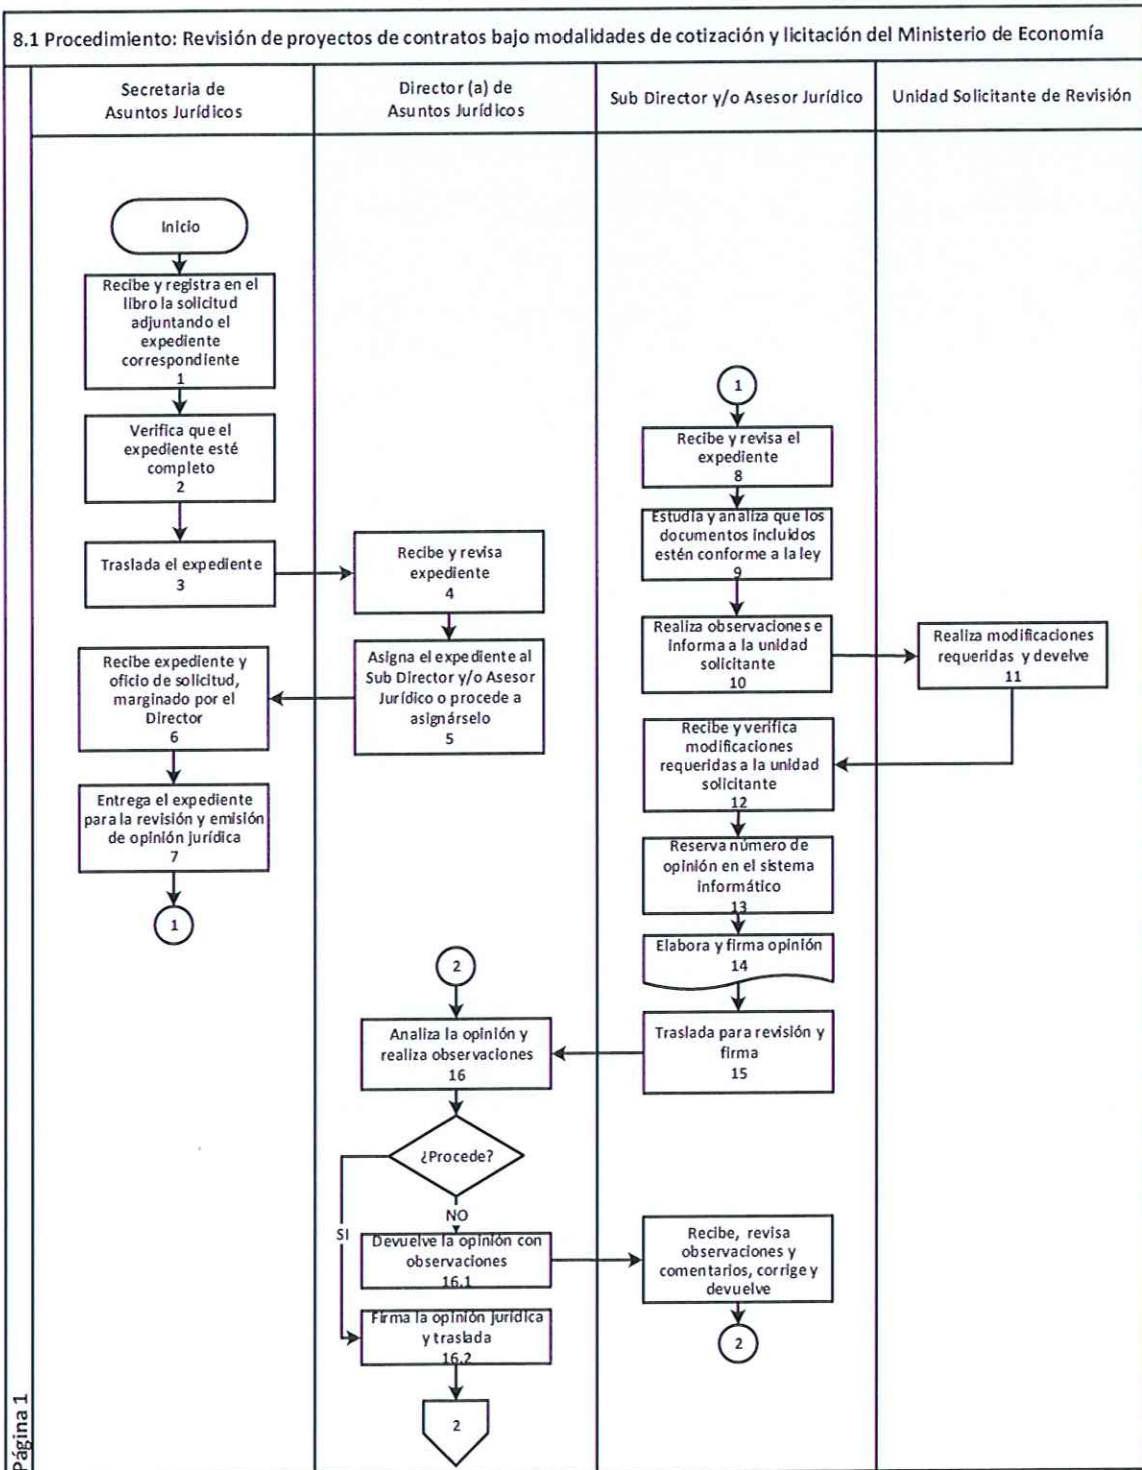 8.1 Procedimiento: Revisión de proyectos de contratos bajo modalidades de cotización y licitación del Ministerio de Economía
Secretaria de
Asuntos Jurídicos
Director (a) de
Asuntos Jurídicos
Sub Director y/o Asesor Jurídico
Unidad Solicitante de Revisión
Inicio
Recibe y registra en el
libro la solicitud
adjuntando el
expediente
correspondiente
1
Verifica que el
expediente esté
completo
2
Traslada el expediente
3
Recibe y revisa
expediente
4
Asigna el expediente al
Sub Director y/o Asesor
Jurídico o procede a
asignárselo
5
Recibe expediente y
oficio de solicitud,
marginado por el
Director
6
Entrega el expediente
para la revisión y emisión
de opinión jurídica
7
1
1
Recibe y revisa el
expediente
8
Estudía y analiza que los
documentos incluidos
estén conforme a la ley
9
Realiza observaciones e
informa a la unidad
solicitante
10
Realiza modificaciones
requeridas y develve
11
Recibe y verifica
modificaciones
requeridas a la unidad
solicitante
12
Reserva número de
opinión en el sistema
informático
13
Elabora y firma opinión
14
Traslada para revisión y
firma
15
2
Analiza la opinión y
realiza observaciones
16
¿Procede?
NO
SI
Devuelve la opinión con
observaciones
16.1
Recibe, revisa
observaciones y
comentarios, corrige y
devuelve
2
Firma la opinión jurídica
y traslada
16.2
2
Página 1